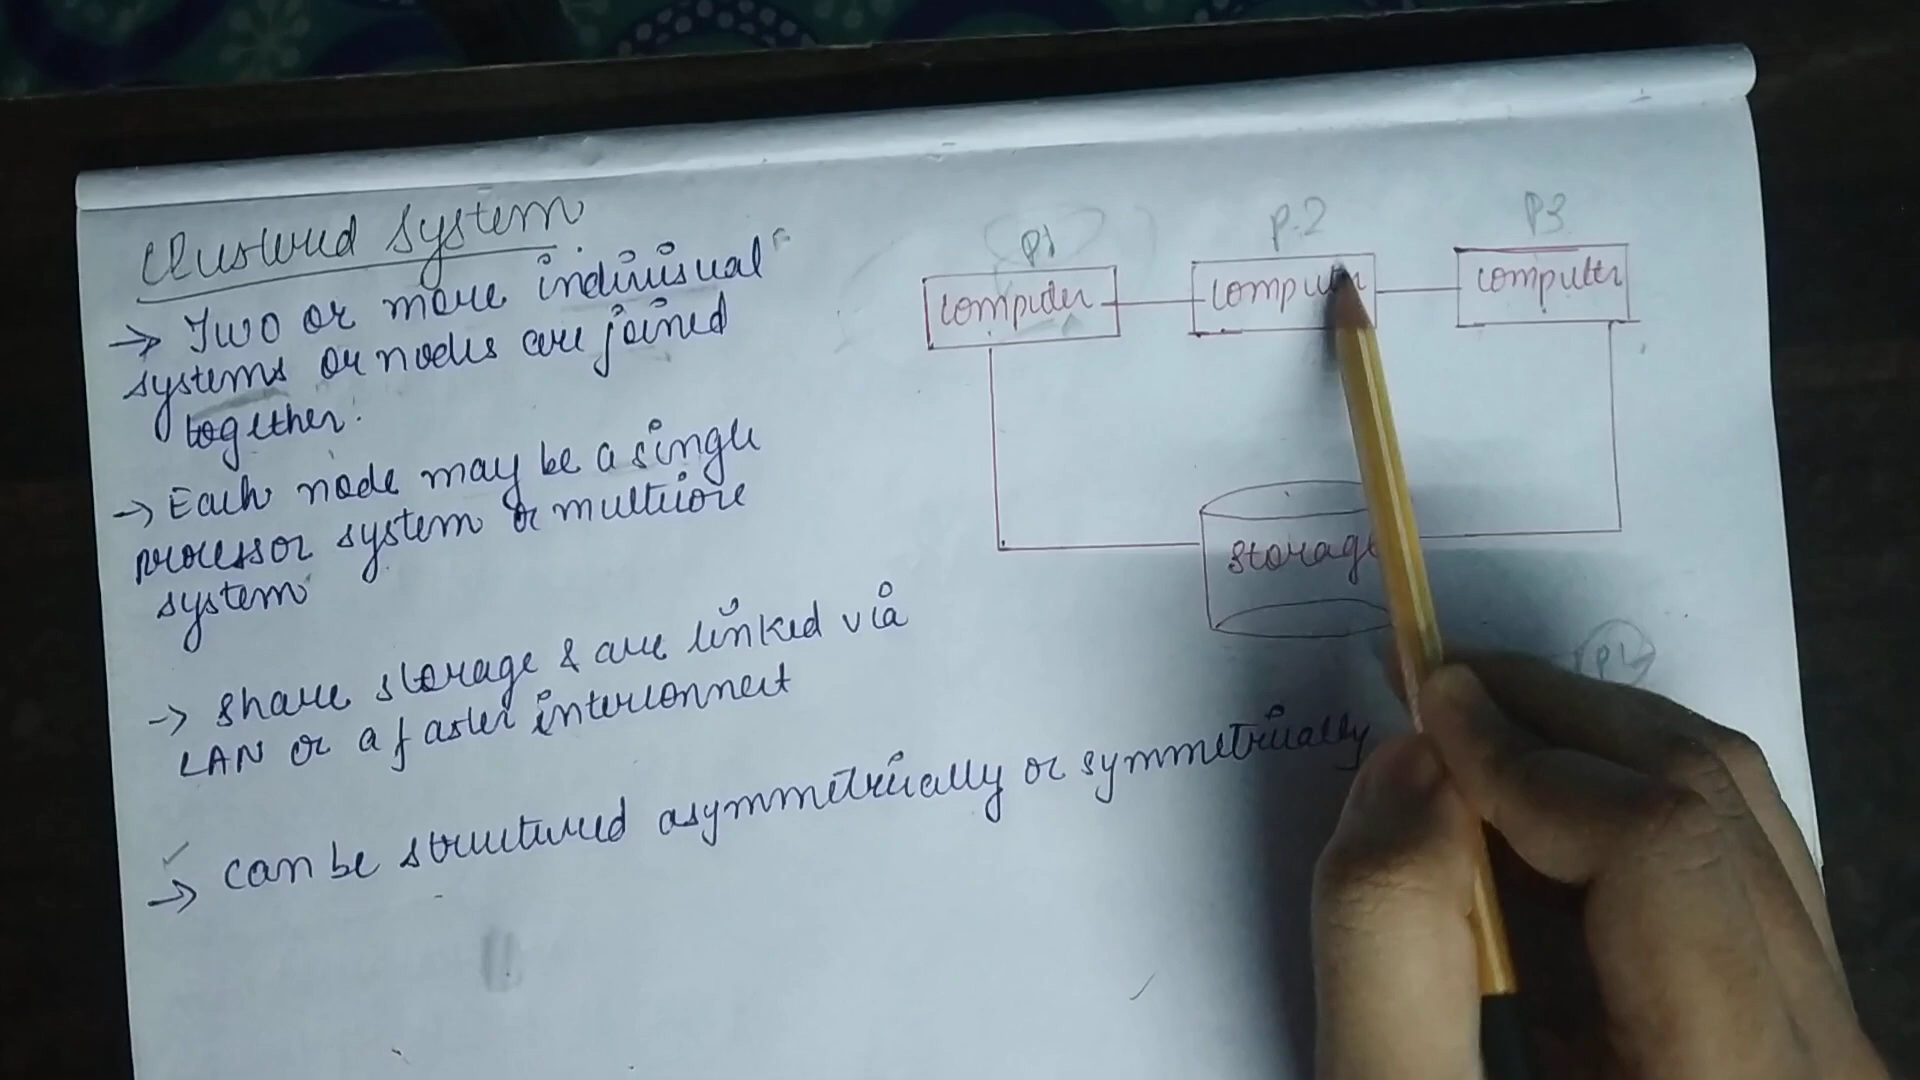 Clustered System
→ Two or more indiviusual
systems or nodes are joined
together.
→ Each node may be a single
processor system or multicore
system
→ Share storage & are linked via
LAN or a faster interconnect
→ can be structured asymmetrically or symmetrically
P1
P.2
P3
computer
computer
computer
Storage